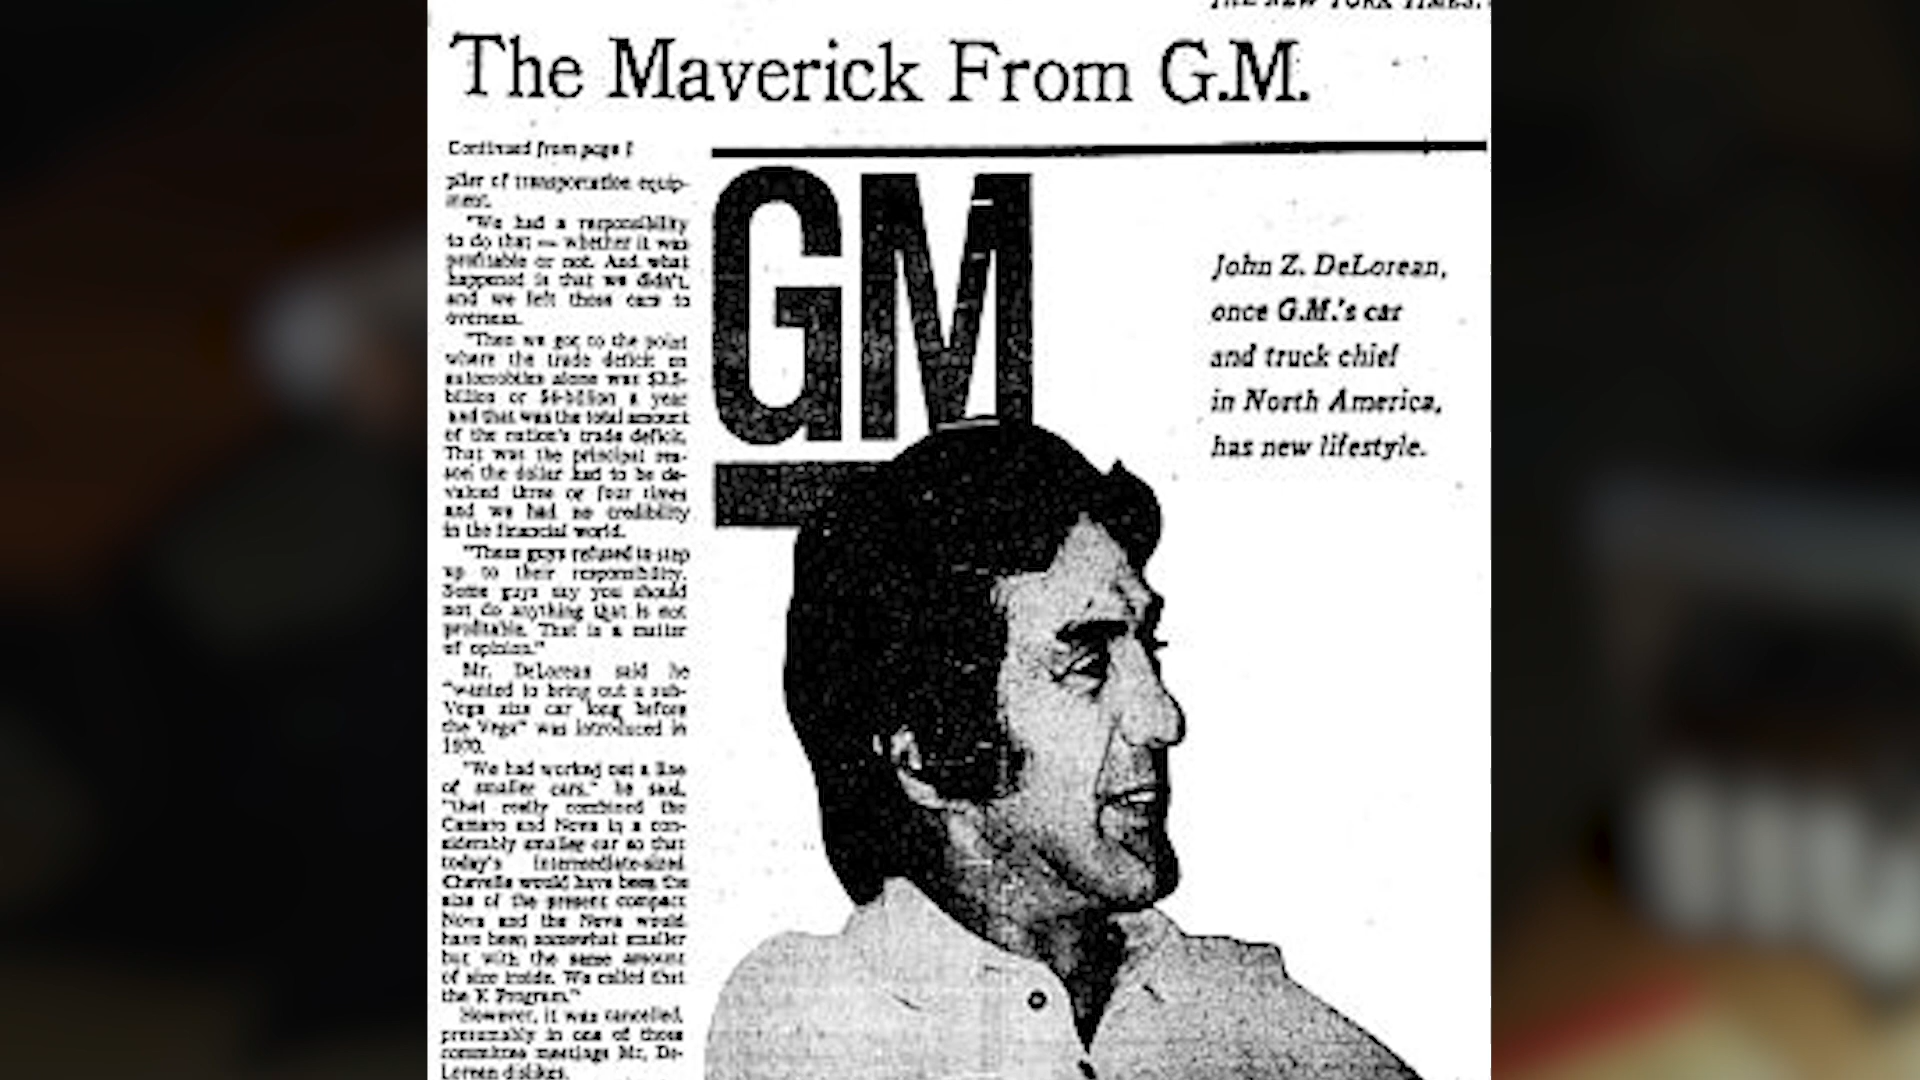 THE NEW YORK TIMES,
The Maverick From G.M.
Continued from page 1
plier of transportation equip-
ment.
"We had a responsibility
to do that — whether it was
profitable or not. And what
happened is that we didn't,
and we left those cars to
overseas.
"Then we got to the point
where the trade deficit on
automobiles alone was $3.5-
billion or $4-billion a year
and that was the total amount
of the nation's trade deficit.
That was the principal rea-
son the dollar had to be de-
valued three or four times
and we had no credibility
in the financial world.
"These guys refused to step
up to their responsibility.
Some guys say you should
not do anything that is not
profitable. That is a matter
of opinion."
Mr. DeLorean said he
"wanted to bring out a sub-
Vega size car long before
the Vega" was introduced in
1970.
"We had worked out a line
of smaller cars," he said,
"that really combined the
Camaro and Nova in a con-
siderably smaller car so that
today's intermediate-sized
Chevelle would have been the
size of the present compact
Nova and the Nova would
have been somewhat smaller
but with the same amount
of size inside. We called that
the K Program."
However, it was cancelled,
presumably in one of those
committee meetings Mr. De-
Lorean dislikes.
GM
John Z. DeLorean,
once G.M.'s car
and truck chief
in North America,
has new lifestyle.